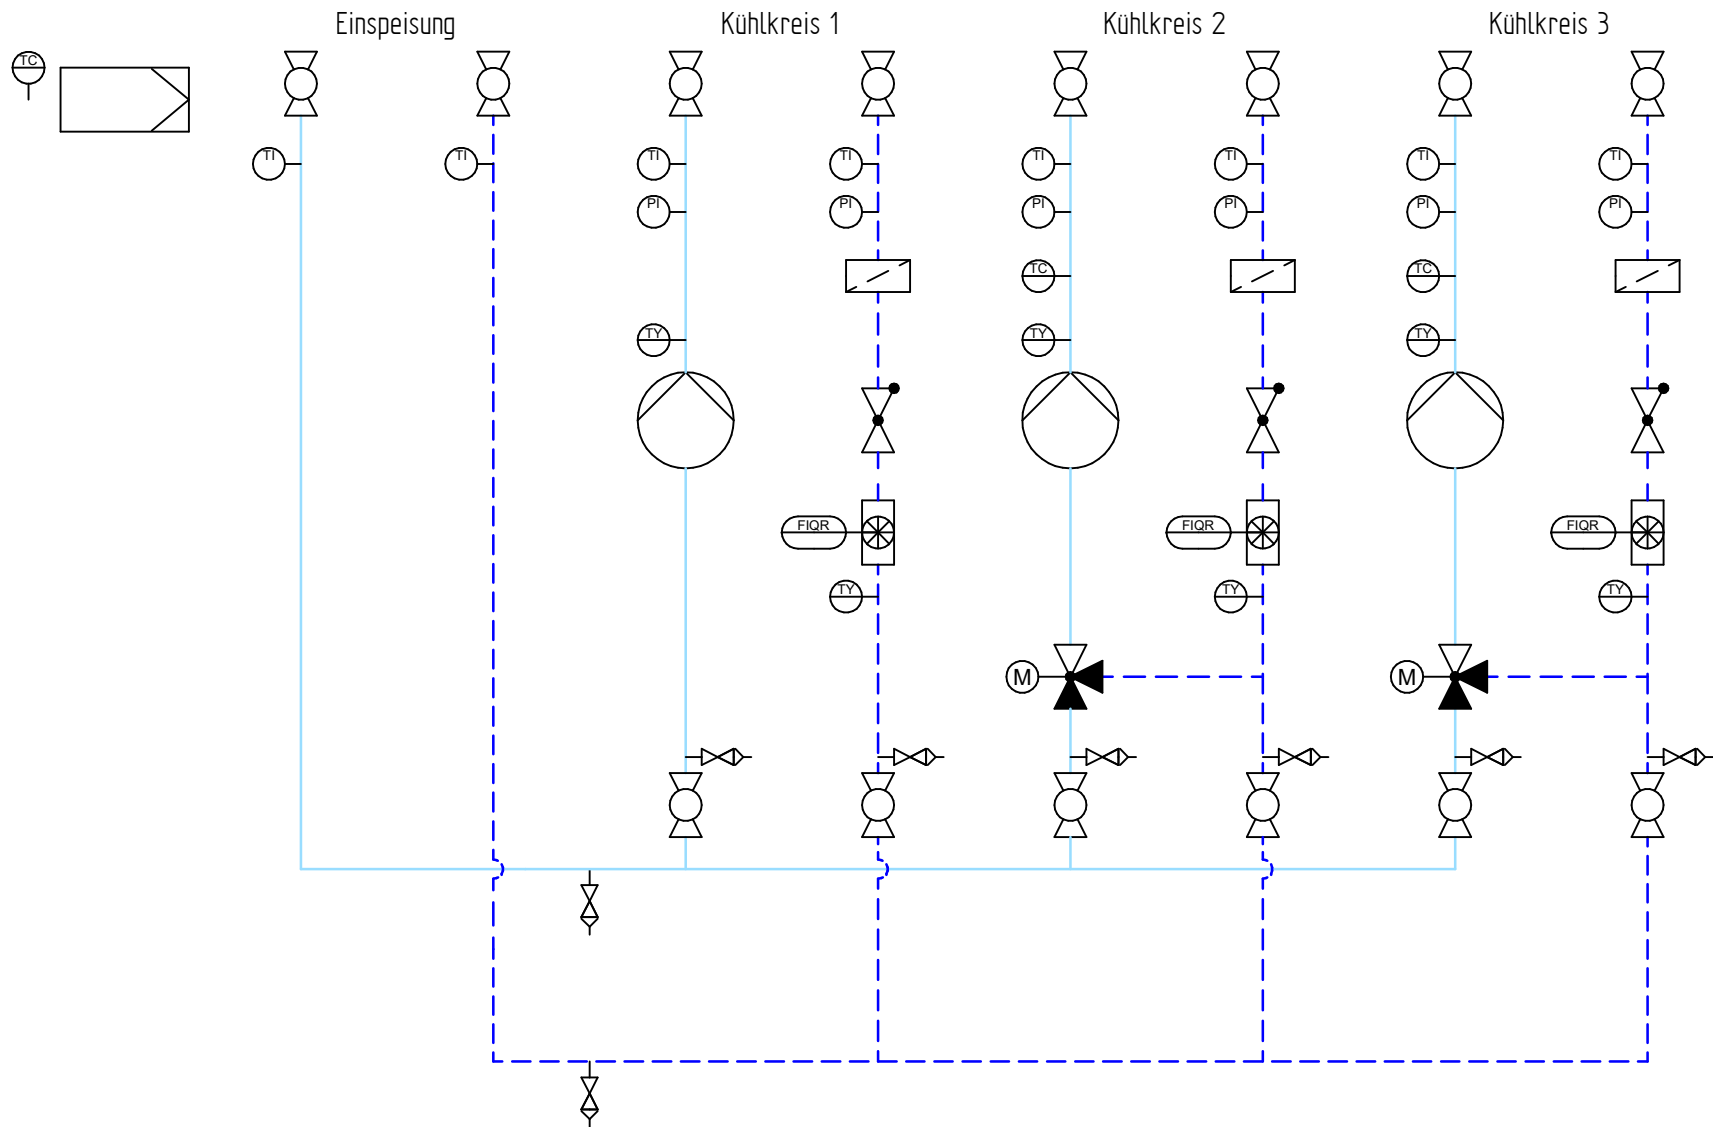 Einspeisung Kühlkreis 1 Kühlkreis 2 Kühlkreis 3
TC
TI TI TI TI TI TI TI TI
PI PI PI PI PI PI
TC TC
TY TY TY
FIQR FIQR FIQR
TY TY TY
M M